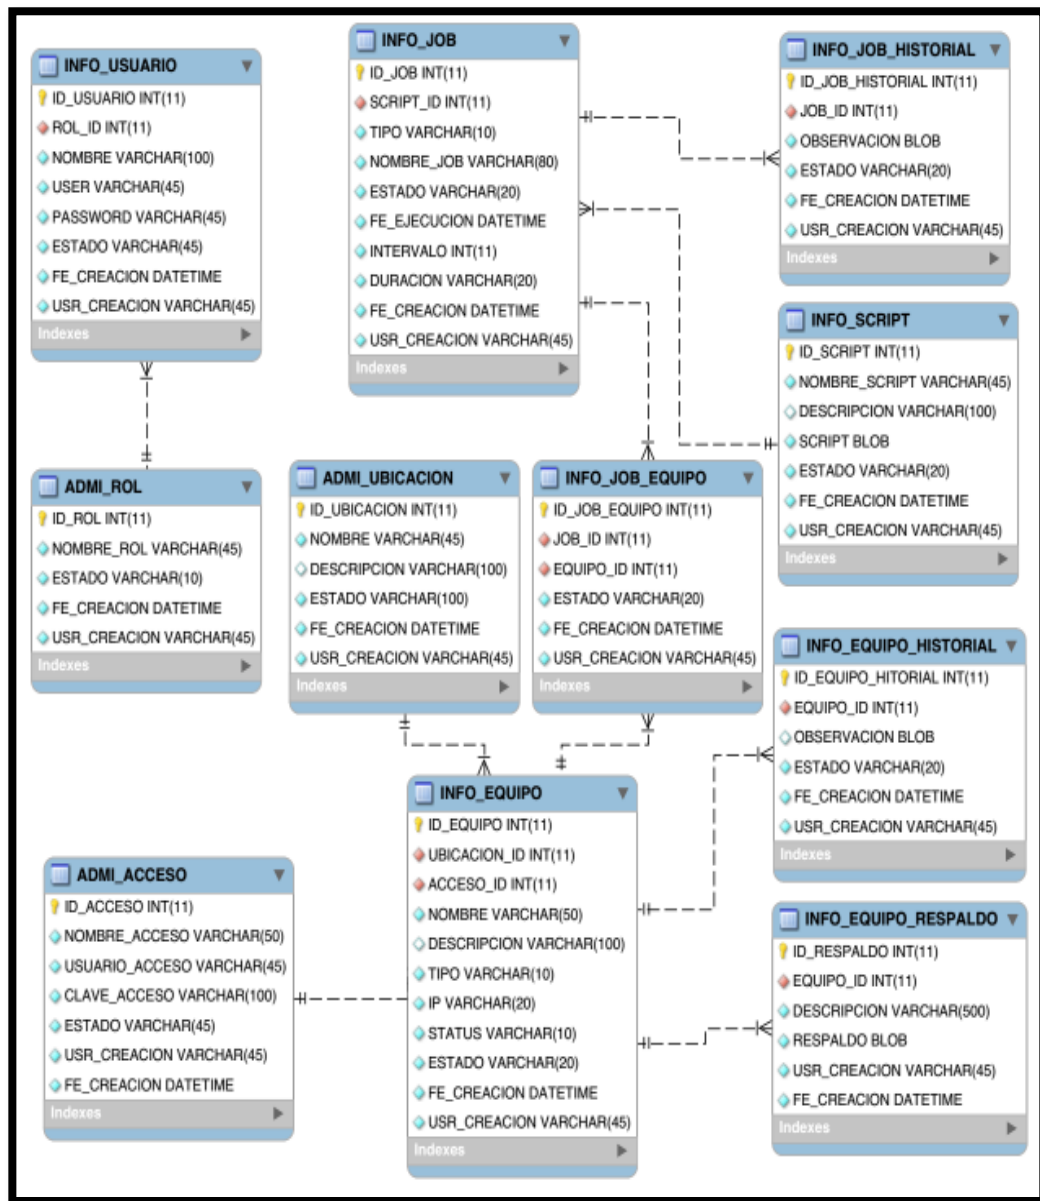 INFO_USUARIO
ID_USUARIO INT(11)
ROL_ID INT(11)
NOMBRE VARCHAR(100)
USER VARCHAR(45)
PASSWORD VARCHAR(45)
ESTADO VARCHAR(45)
FE_CREACION DATETIME
USR_CREACION VARCHAR(45)
Indexes
INFO_JOB
ID_JOB INT(11)
SCRIPT_ID INT(11)
TIPO VARCHAR(10)
NOMBRE_JOB VARCHAR(80)
ESTADO VARCHAR(20)
FE_EJECUCION DATETIME
INTERVALO INT(11)
DURACION VARCHAR(20)
FE_CREACION DATETIME
USR_CREACION VARCHAR(45)
Indexes
INFO_JOB_HISTORIAL
ID_JOB_HISTORIAL INT(11)
JOB_ID INT(11)
OBSERVACION BLOB
ESTADO VARCHAR(20)
FE_CREACION DATETIME
USR_CREACION VARCHAR(45)
Indexes
INFO_SCRIPT
ID_SCRIPT INT(11)
NOMBRE_SCRIPT VARCHAR(45)
DESCRIPCION VARCHAR(100)
SCRIPT BLOB
ESTADO VARCHAR(20)
FE_CREACION DATETIME
USR_CREACION VARCHAR(45)
Indexes
ADMI_ROL
ID_ROL INT(11)
NOMBRE_ROL VARCHAR(45)
ESTADO VARCHAR(10)
FE_CREACION DATETIME
USR_CREACION VARCHAR(45)
Indexes
ADMI_UBICACION
ID_UBICACION INT(11)
NOMBRE VARCHAR(45)
DESCRIPCION VARCHAR(100)
ESTADO VARCHAR(100)
FE_CREACION DATETIME
USR_CREACION VARCHAR(45)
Indexes
INFO_JOB_EQUIPO
ID_JOB_EQUIPO INT(11)
JOB_ID INT(11)
EQUIPO_ID INT(11)
ESTADO VARCHAR(20)
FE_CREACION DATETIME
USR_CREACION VARCHAR(45)
Indexes
INFO_EQUIPO_HISTORIAL
ID_EQUIPO_HITORIAL INT(11)
EQUIPO_ID INT(11)
OBSERVACION BLOB
ESTADO VARCHAR(20)
FE_CREACION DATETIME
USR_CREACION VARCHAR(45)
Indexes
ADMI_ACCESO
ID_ACCESO INT(11)
NOMBRE_ACCESO VARCHAR(50)
USUARIO_ACCESO VARCHAR(45)
CLAVE_ACCESO VARCHAR(100)
ESTADO VARCHAR(45)
USR_CREACION VARCHAR(45)
FE_CREACION DATETIME
Indexes
INFO_EQUIPO
ID_EQUIPO INT(11)
UBICACION_ID INT(11)
ACCESO_ID INT(11)
NOMBRE VARCHAR(50)
DESCRIPCION VARCHAR(100)
TIPO VARCHAR(10)
IP VARCHAR(20)
STATUS VARCHAR(10)
ESTADO VARCHAR(20)
FE_CREACION DATETIME
USR_CREACION VARCHAR(45)
Indexes
INFO_EQUIPO_RESPALDO
ID_RESPALDO INT(11)
EQUIPO_ID INT(11)
DESCRIPCION VARCHAR(500)
RESPALDO BLOB
USR_CREACION VARCHAR(45)
FE_CREACION DATETIME
Indexes